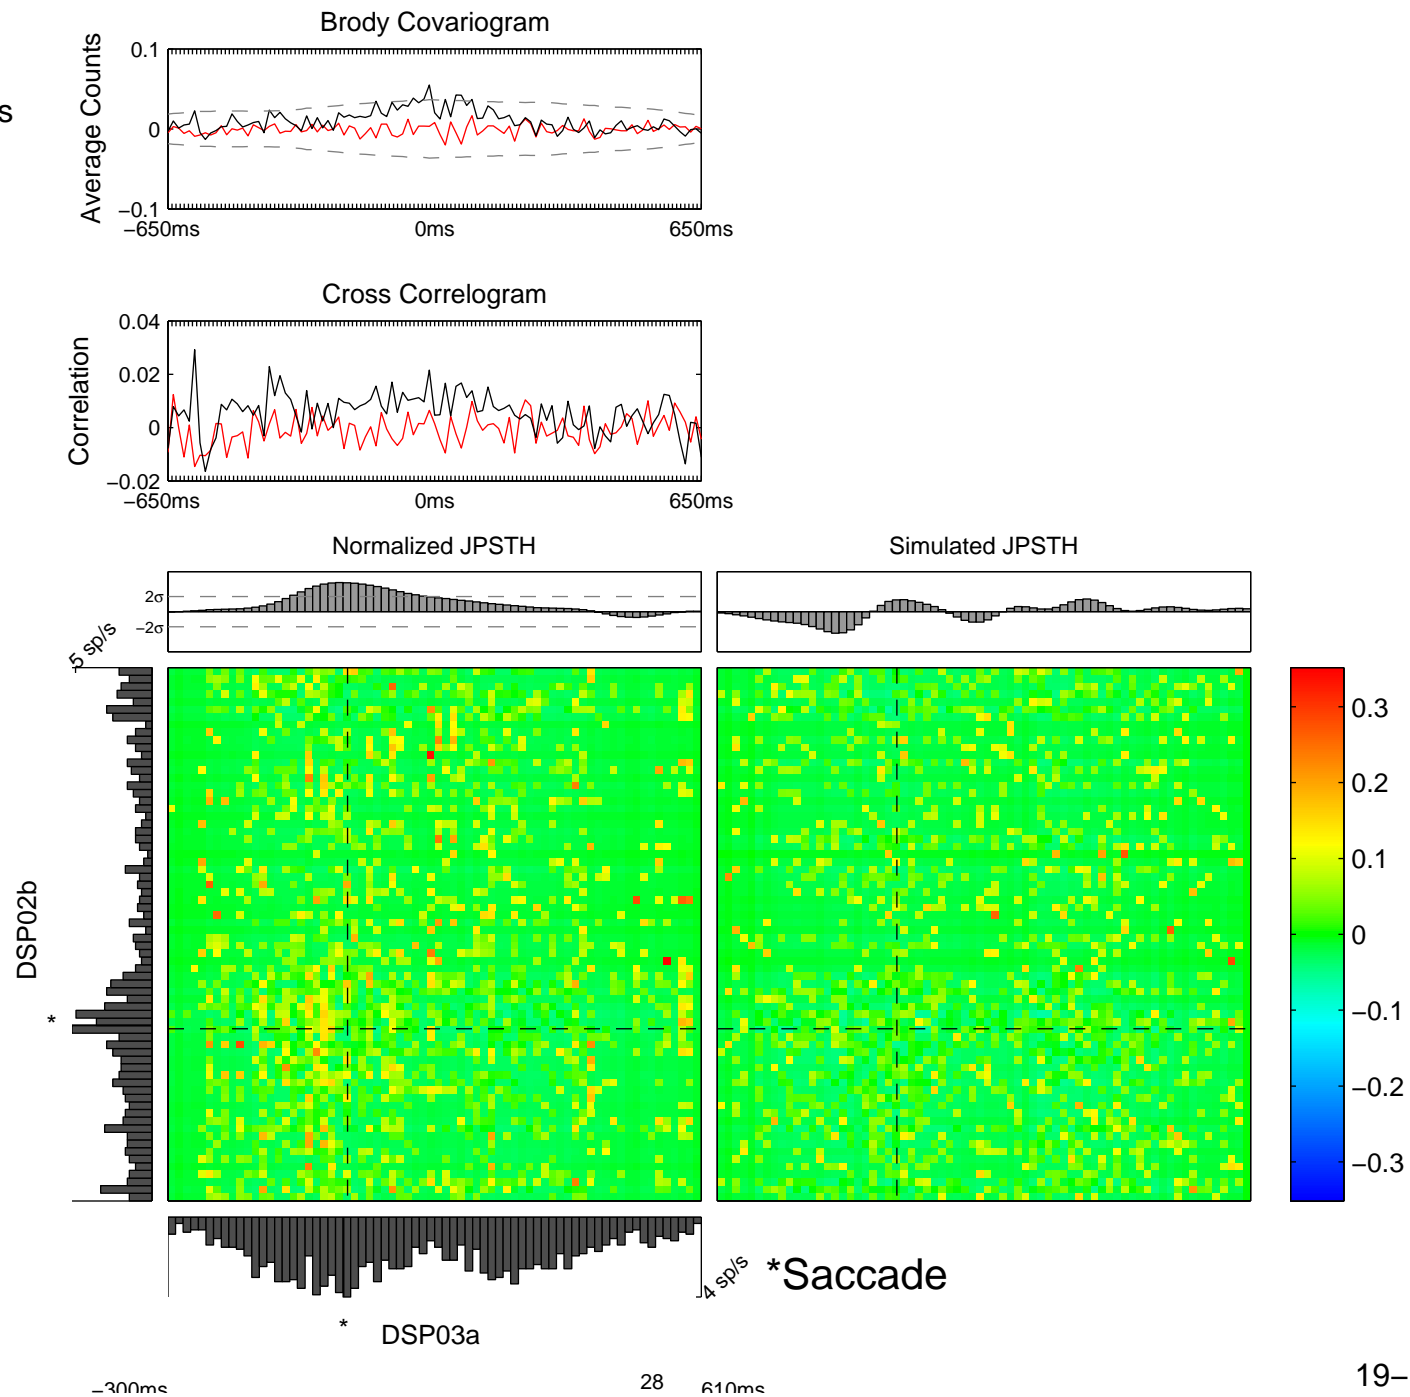 Brody Covariogram
s
Average Counts
0.1
0
−0.1
−650ms
0ms
650ms
Cross Correlogram
Correlation
0.04
0.02
0
−0.02
−650ms
0ms
650ms
Normalized JPSTH
Simulated JPSTH
2σ
−2σ
5 sp/s
DSP02b
*
0.3
0.2
0.1
0
−0.1
−0.2
−0.3
4 sp/s
*Saccade
*
DSP03a
−300ms
28
610ms
19−